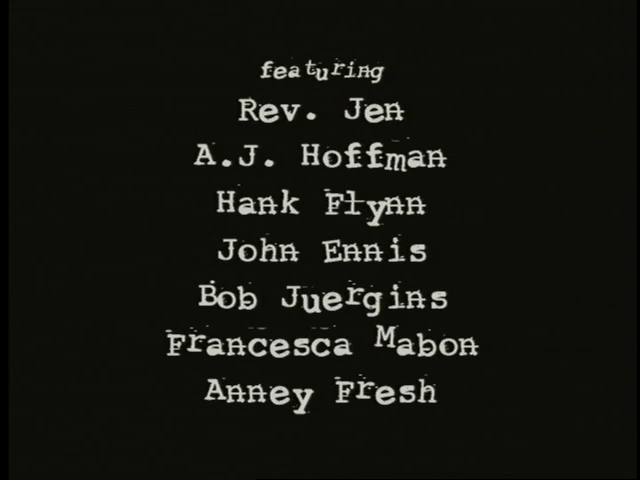 featuring
Rev. Jen
A.J. Hoffman
Hank Flynn
John Ennis
Bob Juergins
Francesca Mabon
Anney Fresh